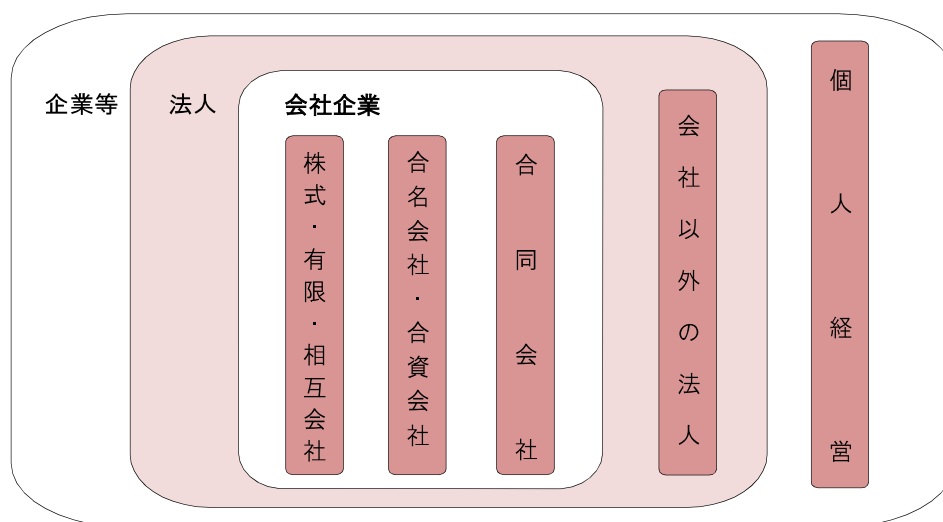 企業等
法人
会社企業
株式・有限・相互会社
合名会社・合資会社
合同会社
会社以外の法人
個人経営